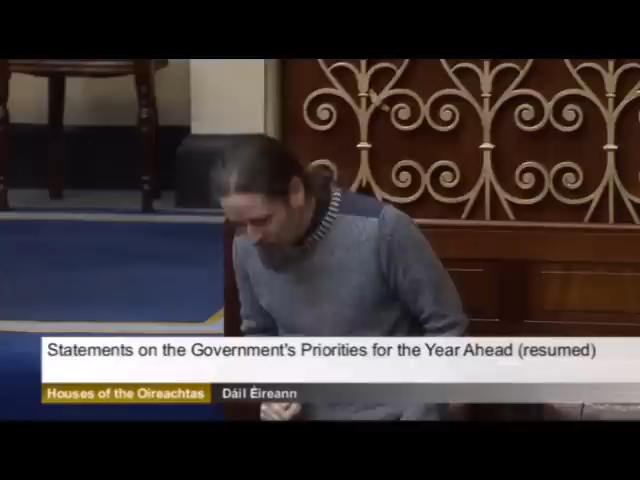 Statements on the Government's Priorities for the Year Ahead (resumed)
Houses of the Oireachtas Dáil Éireann